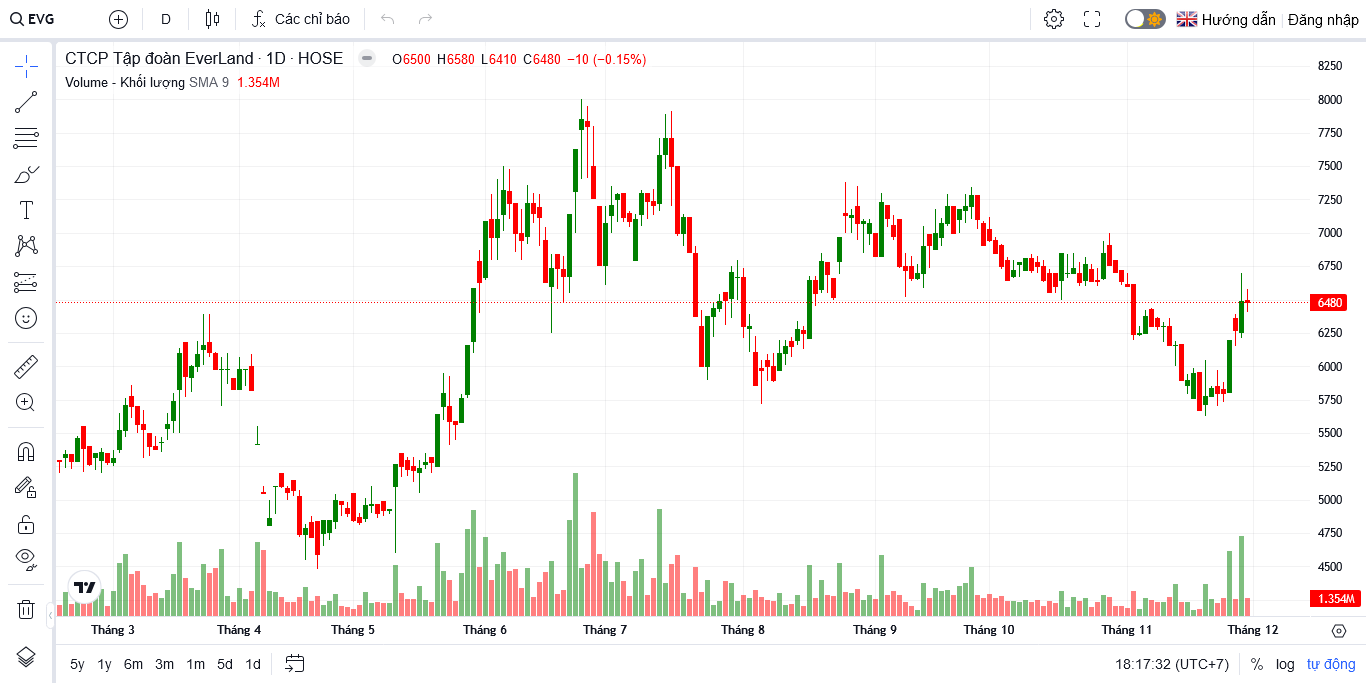 EVG D Các chỉ báo Hướng dẫn Đăng nhập
CTCP Tập đoàn EverLand · 1D · HOSE O6500 H6580 L6410 C6480 −10 (−0.15%)
Volume - Khối lượng SMA 9 1.354M
8250
8000
7750
7500
7250
7000
6750
6480
6250
6000
5750
5500
5250
5000
4750
4500
1.354M
Tháng 3 Tháng 4 Tháng 5 Tháng 6 Tháng 7 Tháng 8 Tháng 9 Tháng 10 Tháng 11 Tháng 12
5y 1y 6m 3m 1m 5d 1d 18:17:32 (UTC+7) % log tự động